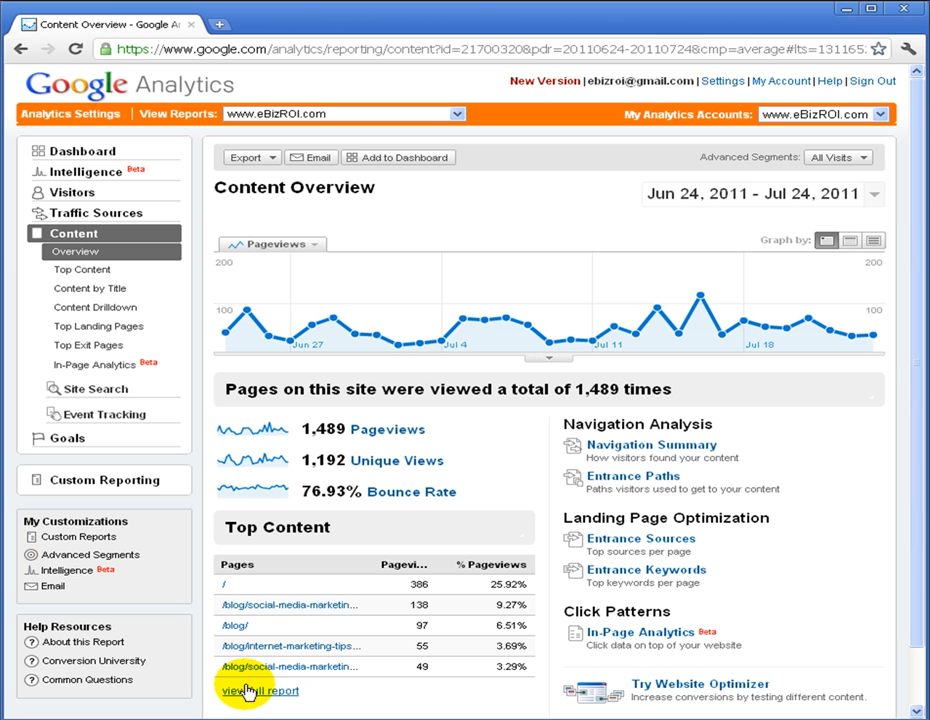 Content Overview - Google Ar
https://www.google.com/analytics/reporting/content?id=21700320&pdr=20110624-20110724&cmp=average#lts=131165
Google Analytics
New Version | ebizroi@gmail.com | Settings | My Account | Help | Sign Out
Analytics Settings | View Reports: www.eBizROI.com
My Analytics Accounts: www.eBizROI.com
Dashboard
Intelligence Beta
Visitors
Traffic Sources
Content
Overview
Top Content
Content by Title
Content Drilldown
Top Landing Pages
Top Exit Pages
In-Page Analytics Beta
Site Search
Event Tracking
Goals
Custom Reporting
My Customizations
Custom Reports
Advanced Segments
Intelligence Beta
Email
Help Resources
About this Report
Conversion University
Common Questions
Export Email Add to Dashboard
Advanced Segments: All Visits
Content Overview
Jun 24, 2011 - Jul 24, 2011
Pageviews
Graph by:
200 200
100 100
Jun 27 Jul 4 Jul 11 Jul 18
Pages on this site were viewed a total of 1,489 times
1,489 Pageviews
1,192 Unique Views
76.93% Bounce Rate
Top Content
Pages Pagevi... % Pageviews
/ 386 25.92%
/blog/social-media-marketin... 138 9.27%
/blog/ 97 6.51%
/blog/internet-marketing-tips... 55 3.69%
/blog/social-media-marketin... 49 3.29%
view full report
Navigation Analysis
Navigation Summary
How visitors found your content
Entrance Paths
Paths visitors used to get to your content
Landing Page Optimization
Entrance Sources
Top sources per page
Entrance Keywords
Top keywords per page
Click Patterns
In-Page Analytics Beta
Click data on top of your website
Try Website Optimizer
Increase conversions by testing different content.